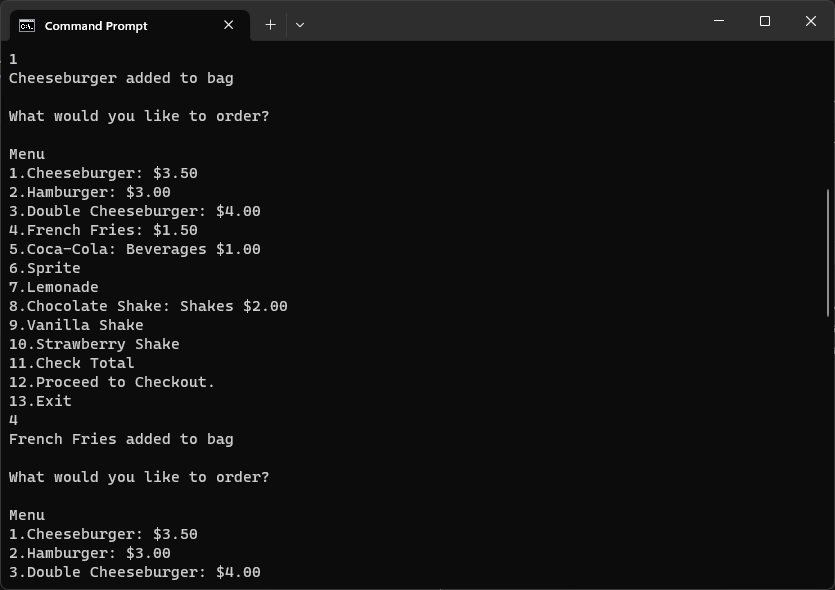 Command Prompt
1
Cheeseburger added to bag
What would you like to order?
Menu
1.Cheeseburger: $3.50
2.Hamburger: $3.00
3.Double Cheeseburger: $4.00
4.French Fries: $1.50
5.Coca-Cola: Beverages $1.00
6.Sprite
7.Lemonade
8.Chocolate Shake: Shakes $2.00
9.Vanilla Shake
10.Strawberry Shake
11.Check Total
12.Proceed to Checkout.
13.Exit
4
French Fries added to bag
What would you like to order?
Menu
1.Cheeseburger: $3.50
2.Hamburger: $3.00
3.Double Cheeseburger: $4.00